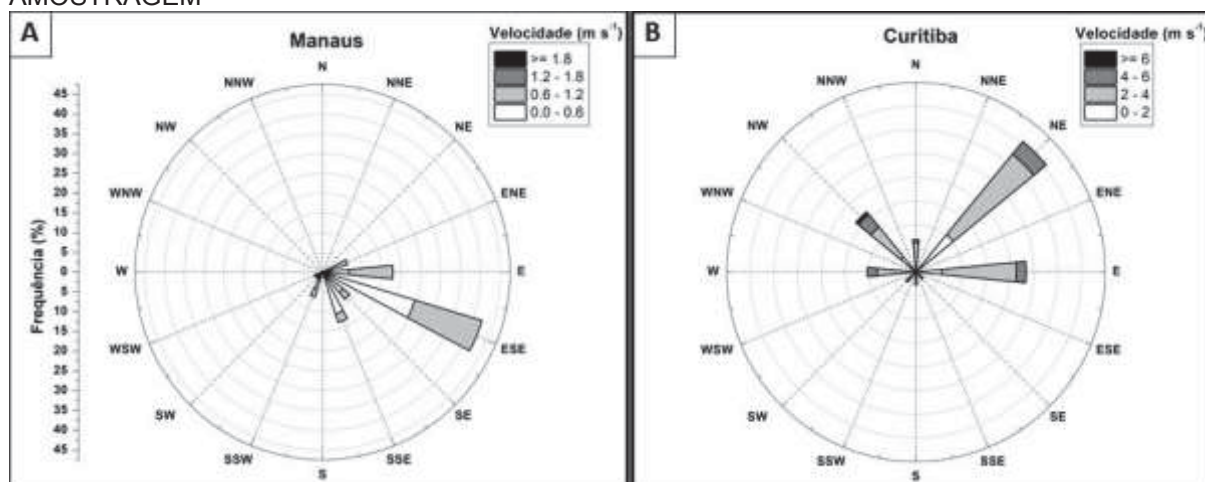 AMOSTRAGEM
A
Manaus
Velocidade (m s⁻¹)
>= 1.8
1.2 - 1.8
0.6 - 1.2
0.0 - 0.6
Frequência (%)
45
40
35
30
25
20
15
10
5
0
5
10
15
20
25
30
35
40
45
N
NNE
NE
ENE
E
ESE
SE
SSE
S
SSW
SW
WSW
W
WNW
NW
NNW
B
Curitiba
Velocidade (m s⁻¹)
>= 6
4 - 6
2 - 4
0 - 2
N
NNE
NE
ENE
E
ESE
SE
SSE
S
SSW
SW
WSW
W
WNW
NW
NNW